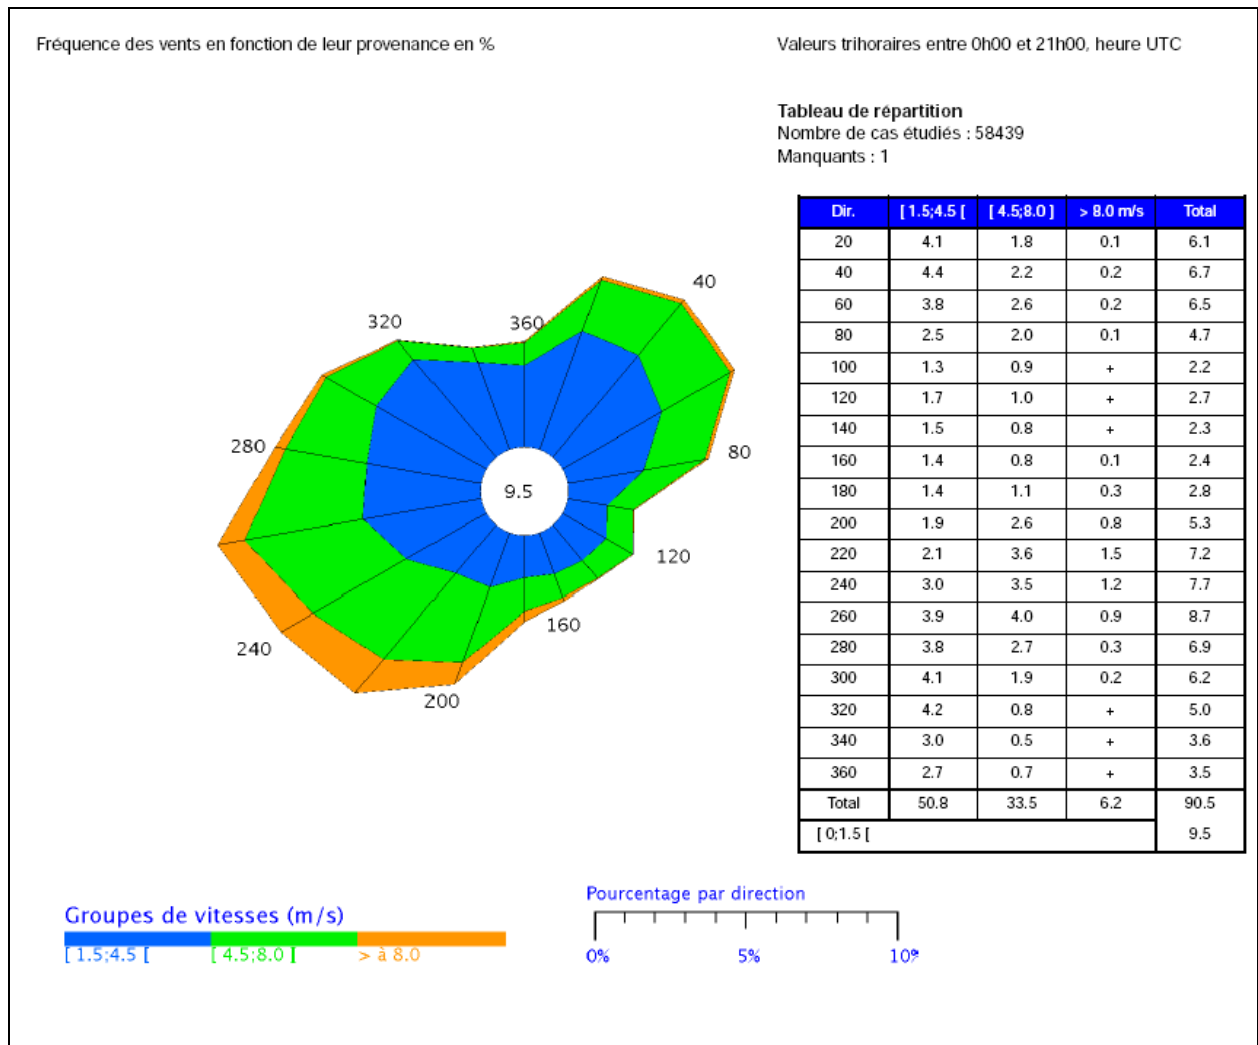 Fréquence des vents en fonction de leur provenance en %
Valeurs trihoraires entre 0h00 et 21h00, heure UTC
Tableau de répartition
Nombre de cas étudiés : 58439
Manquants : 1
Dir. [ 1.5;4.5 [ [ 4.5;8.0 ] > 8.0 m/s Total
20 4.1 1.8 0.1 6.1
40 4.4 2.2 0.2 6.7
60 3.8 2.6 0.2 6.5
80 2.5 2.0 0.1 4.7
100 1.3 0.9 + 2.2
120 1.7 1.0 + 2.7
140 1.5 0.8 + 2.3
160 1.4 0.8 0.1 2.4
180 1.4 1.1 0.3 2.8
200 1.9 2.6 0.8 5.3
220 2.1 3.6 1.5 7.2
240 3.0 3.5 1.2 7.7
260 3.9 4.0 0.9 8.7
280 3.8 2.7 0.3 6.9
300 4.1 1.9 0.2 6.2
320 4.2 0.8 + 5.0
340 3.0 0.5 + 3.6
360 2.7 0.7 + 3.5
Total 50.8 33.5 6.2 90.5
[ 0;1.5 [ 9.5
40
320
360
280
80
9.5
120
160
240
200
Groupes de vitesses (m/s)
[ 1.5;4.5 [ [ 4.5;8.0 ] > à 8.0
Pourcentage par direction
0% 5% 10%